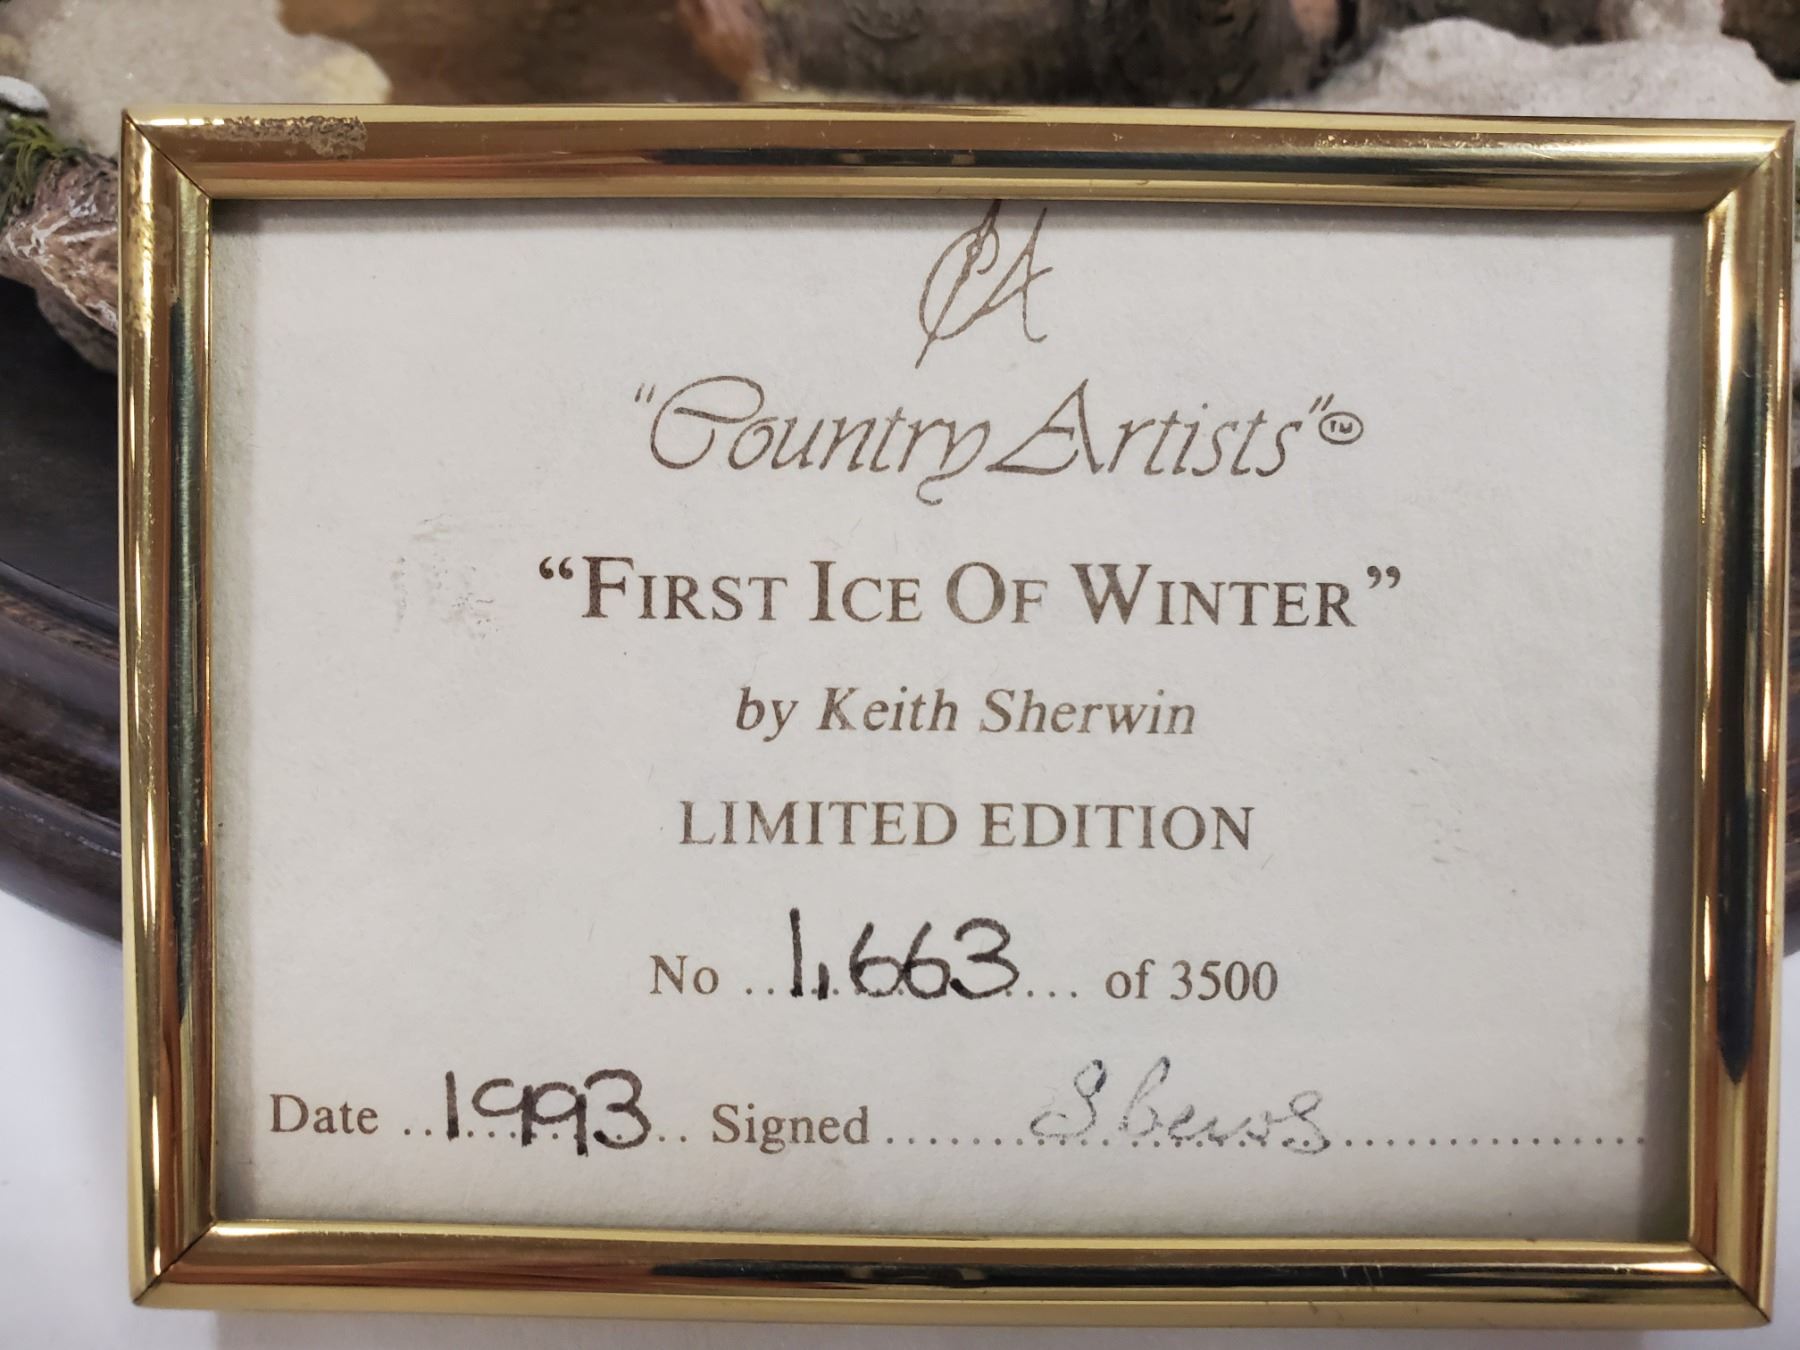 CA
"Country Artists" TM
“FIRST ICE OF WINTER”
by Keith Sherwin
LIMITED EDITION
No ..1,663.... of 3500
Date ..1993.. Signed ..........